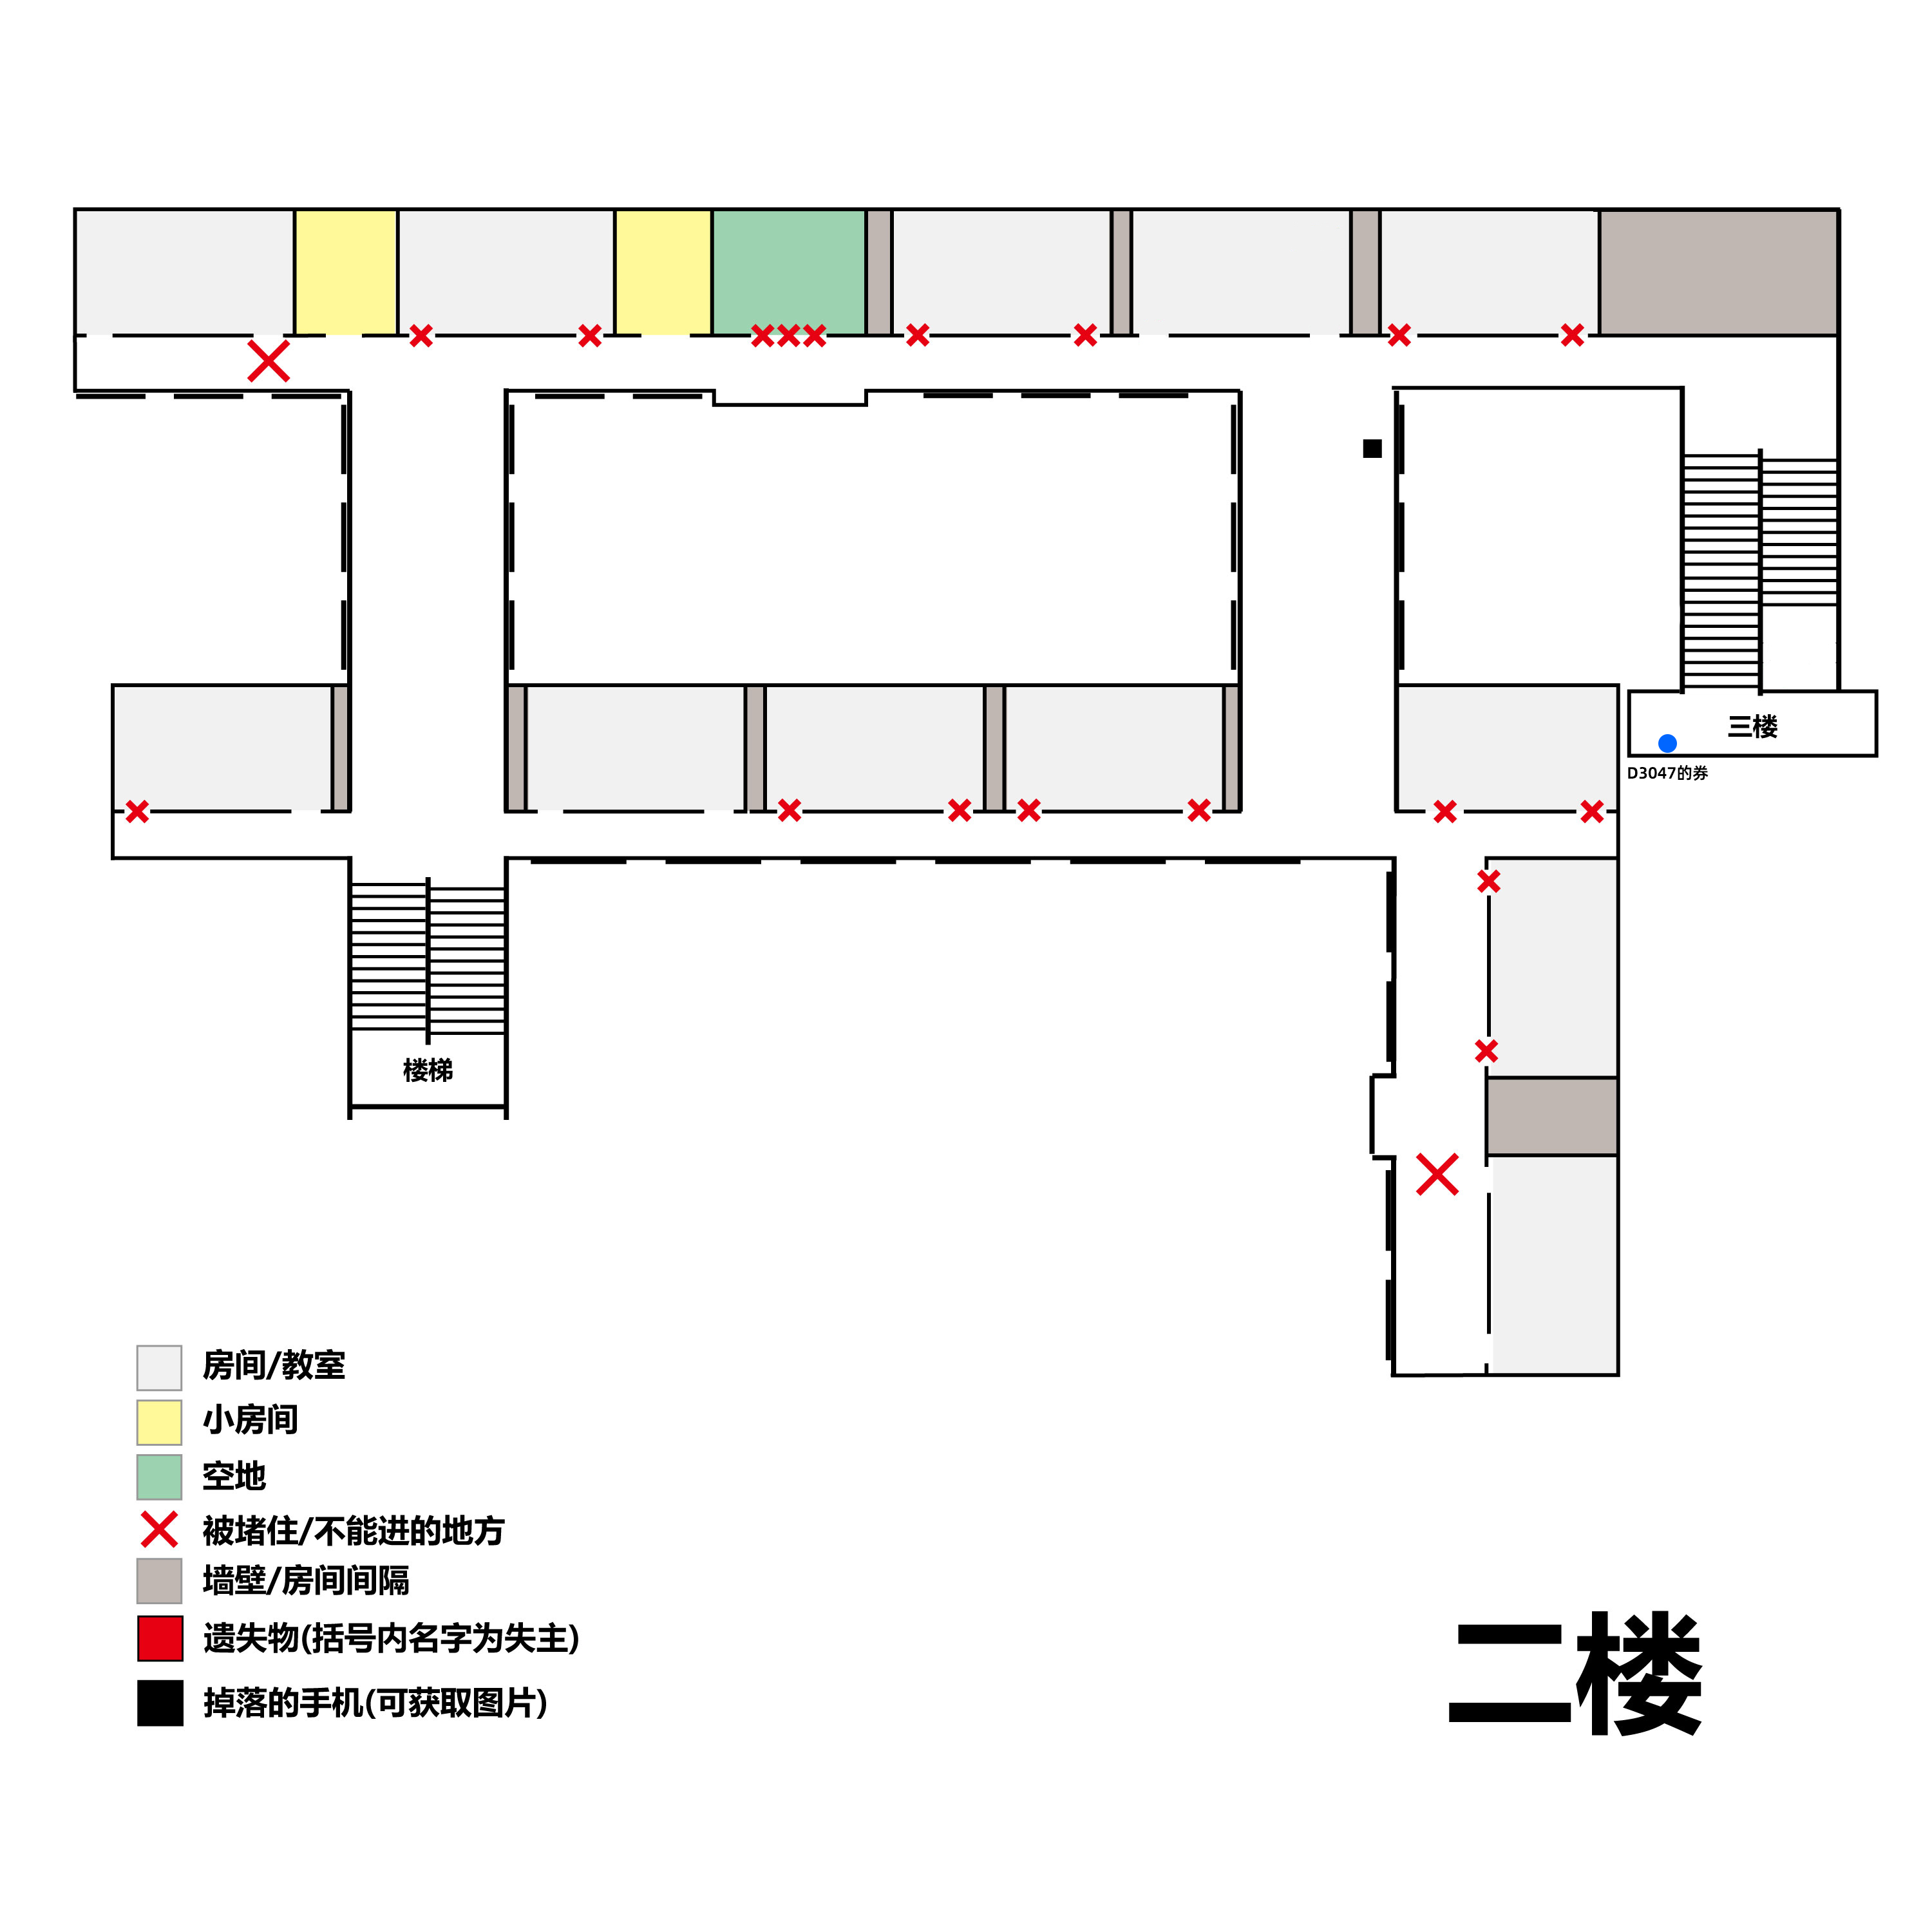 三楼
D3047的券
楼梯
房间/教室
小房间
空地
被堵住/不能进的地方
墙壁/房间间隔
遗失物(括号内名字为失主)
掉落的手机(可获取图片)
二楼